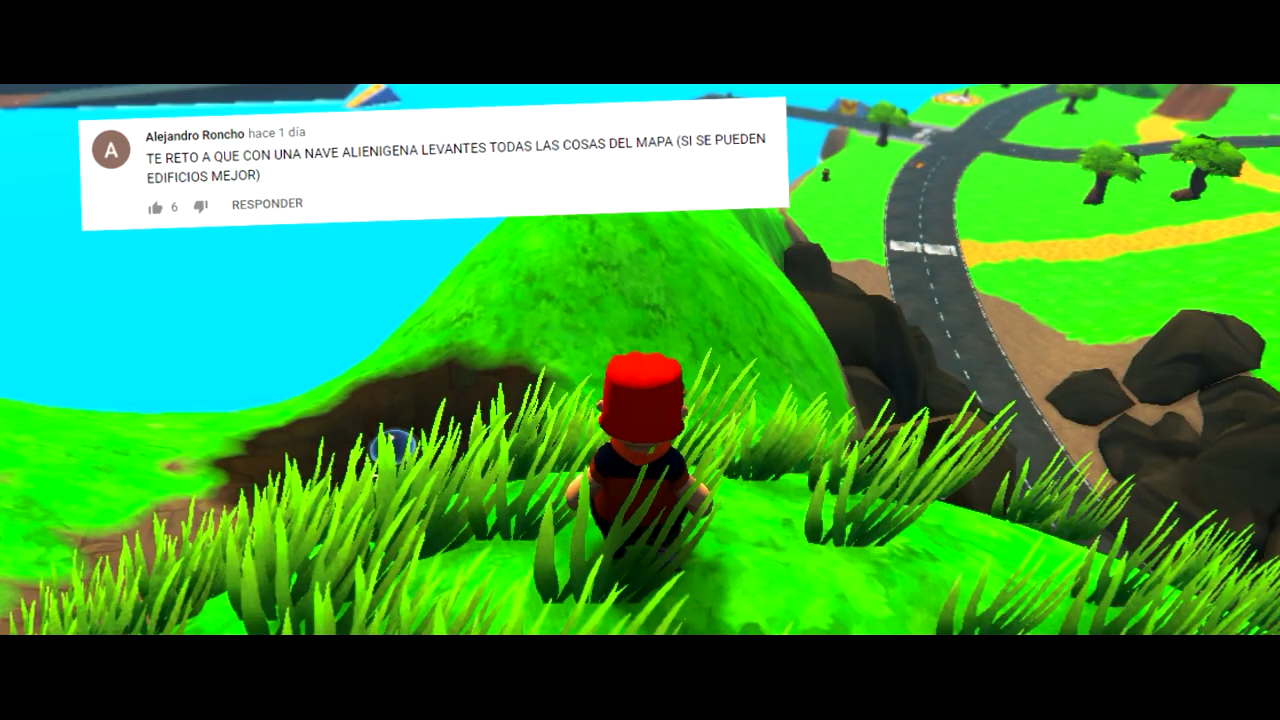 A
Alejandro Roncho hace 1 día
TE RETO A QUE CON UNA NAVE ALIENIGENA LEVANTES TODAS LAS COSAS DEL MAPA (SI SE PUEDEN
EDIFICIOS MEJOR)
6 RESPONDER